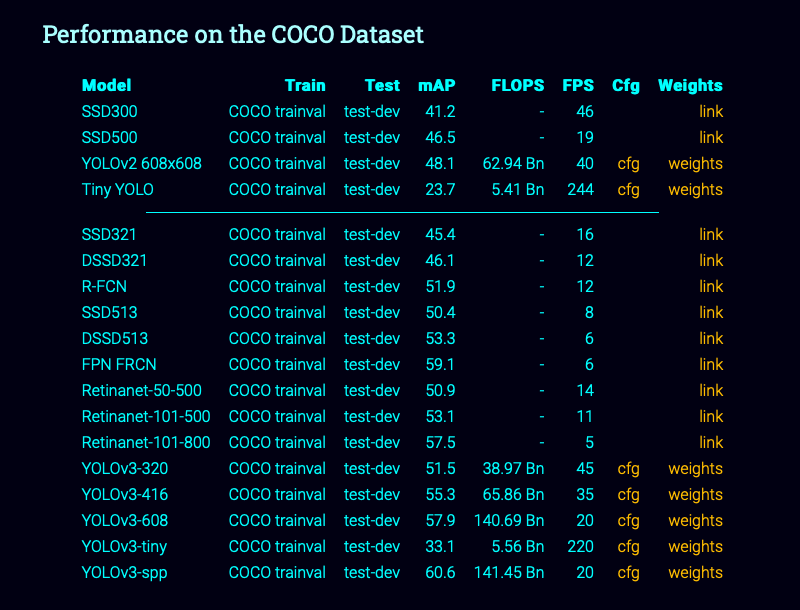 Performance on the COCO Dataset
Model Train Test mAP FLOPS FPS Cfg Weights
SSD300 COCO trainval test-dev 41.2 - 46 link
SSD500 COCO trainval test-dev 46.5 - 19 link
YOLOv2 608x608 COCO trainval test-dev 48.1 62.94 Bn 40 cfg weights
Tiny YOLO COCO trainval test-dev 23.7 5.41 Bn 244 cfg weights
SSD321 COCO trainval test-dev 45.4 - 16 link
DSSD321 COCO trainval test-dev 46.1 - 12 link
R-FCN COCO trainval test-dev 51.9 - 12 link
SSD513 COCO trainval test-dev 50.4 - 8 link
DSSD513 COCO trainval test-dev 53.3 - 6 link
FPN FRCN COCO trainval test-dev 59.1 - 6 link
Retinanet-50-500 COCO trainval test-dev 50.9 - 14 link
Retinanet-101-500 COCO trainval test-dev 53.1 - 11 link
Retinanet-101-800 COCO trainval test-dev 57.5 - 5 link
YOLOv3-320 COCO trainval test-dev 51.5 38.97 Bn 45 cfg weights
YOLOv3-416 COCO trainval test-dev 55.3 65.86 Bn 35 cfg weights
YOLOv3-608 COCO trainval test-dev 57.9 140.69 Bn 20 cfg weights
YOLOv3-tiny COCO trainval test-dev 33.1 5.56 Bn 220 cfg weights
YOLOv3-spp COCO trainval test-dev 60.6 141.45 Bn 20 cfg weights